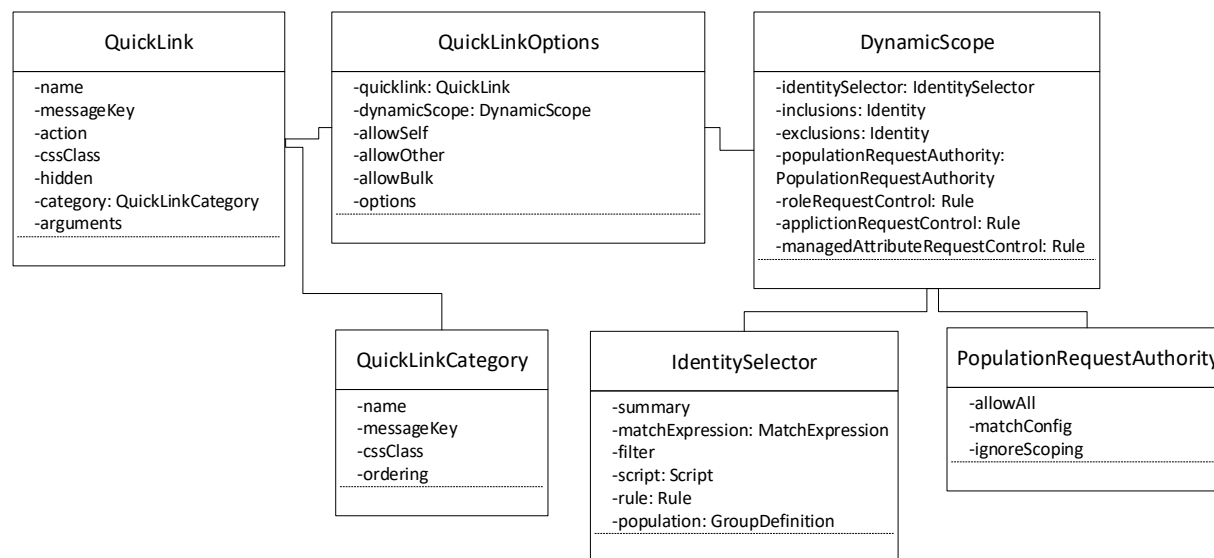 QuickLink
-name
-messageKey
-action
-cssClass
-hidden
-category: QuickLinkCategory
-arguments
QuickLinkOptions
-quicklink: QuickLink
-dynamicScope: DynamicScope
-allowSelf
-allowOther
-allowBulk
-options
DynamicScope
-identitySelector: IdentitySelector
-inclusions: Identity
-exclusions: Identity
-populationRequestAuthority:
PopulationRequestAuthority
-roleRequestControl: Rule
-applictionRequestControl: Rule
-managedAttributeRequestControl: Rule
QuickLinkCategory
-name
-messageKey
-cssClass
-ordering
IdentitySelector
-summary
-matchExpression: MatchExpression
-filter
-script: Script
-rule: Rule
-population: GroupDefinition
PopulationRequestAuthority
-allowAll
-matchConfig
-ignoreScoping